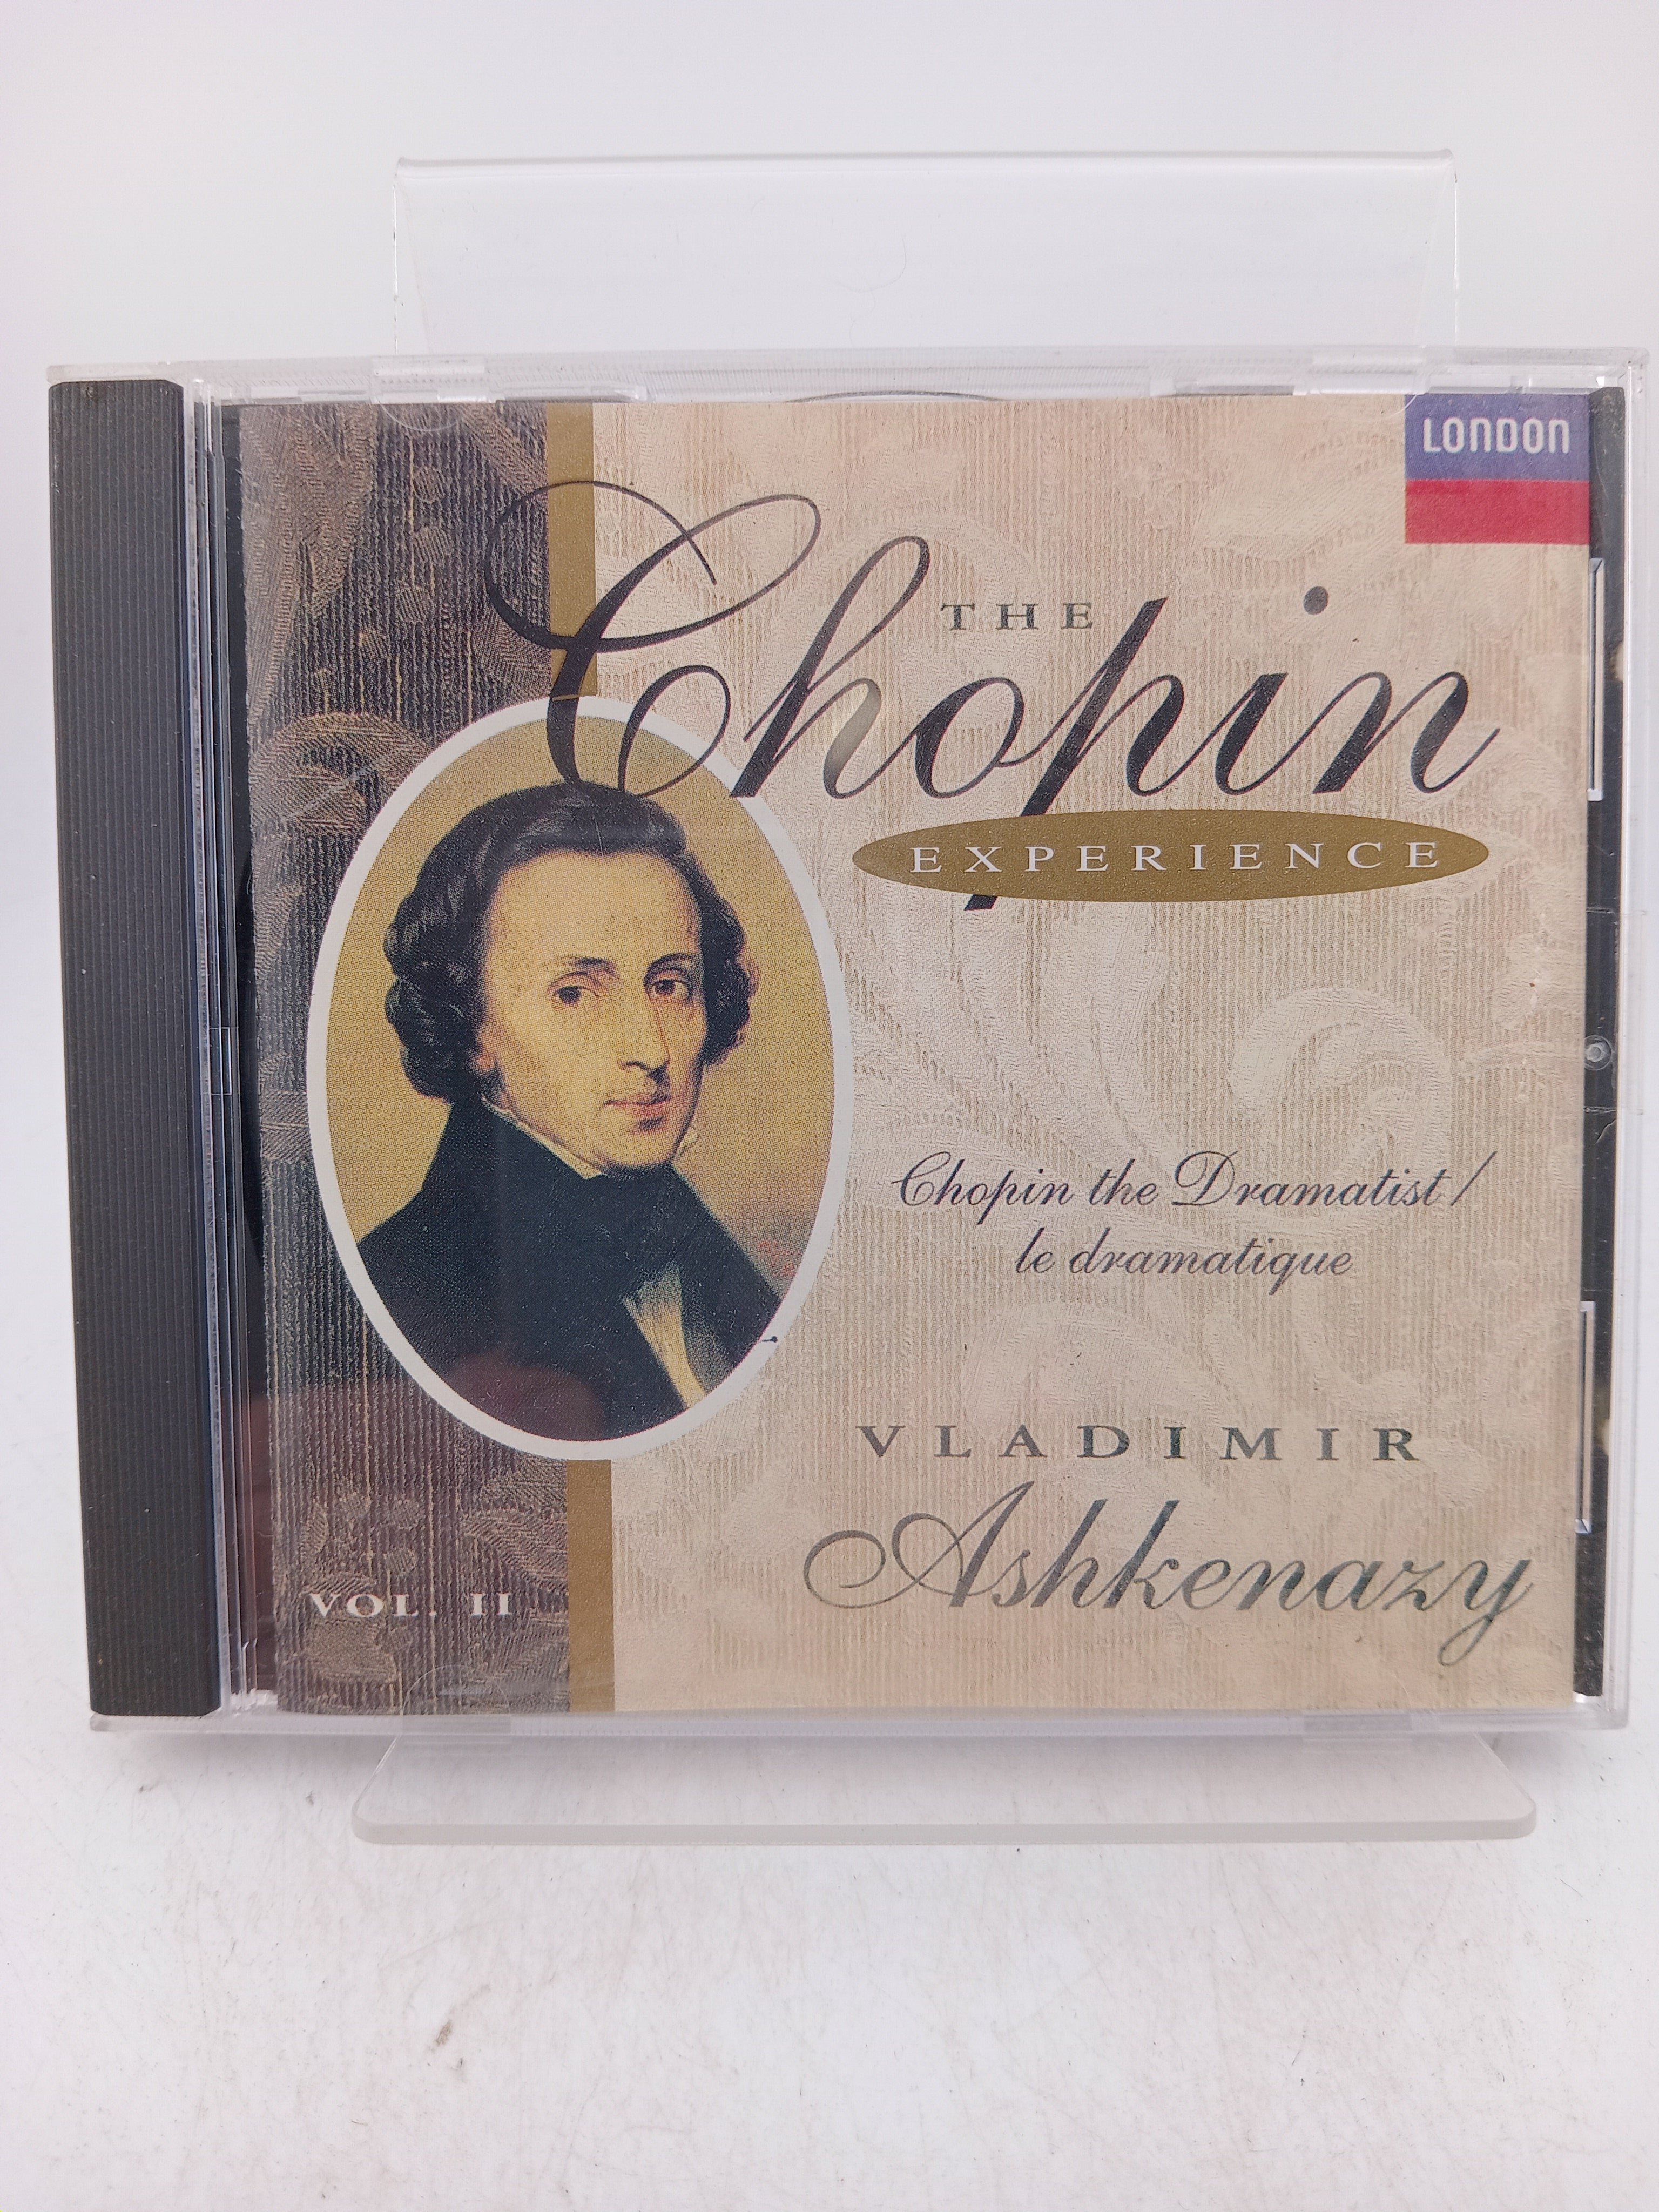 LONDON
THE
Chopin
EXPERIENCE
Chopin the Dramatist /
le dramatique
VLADIMIR
Ashkenazy
VOL. II